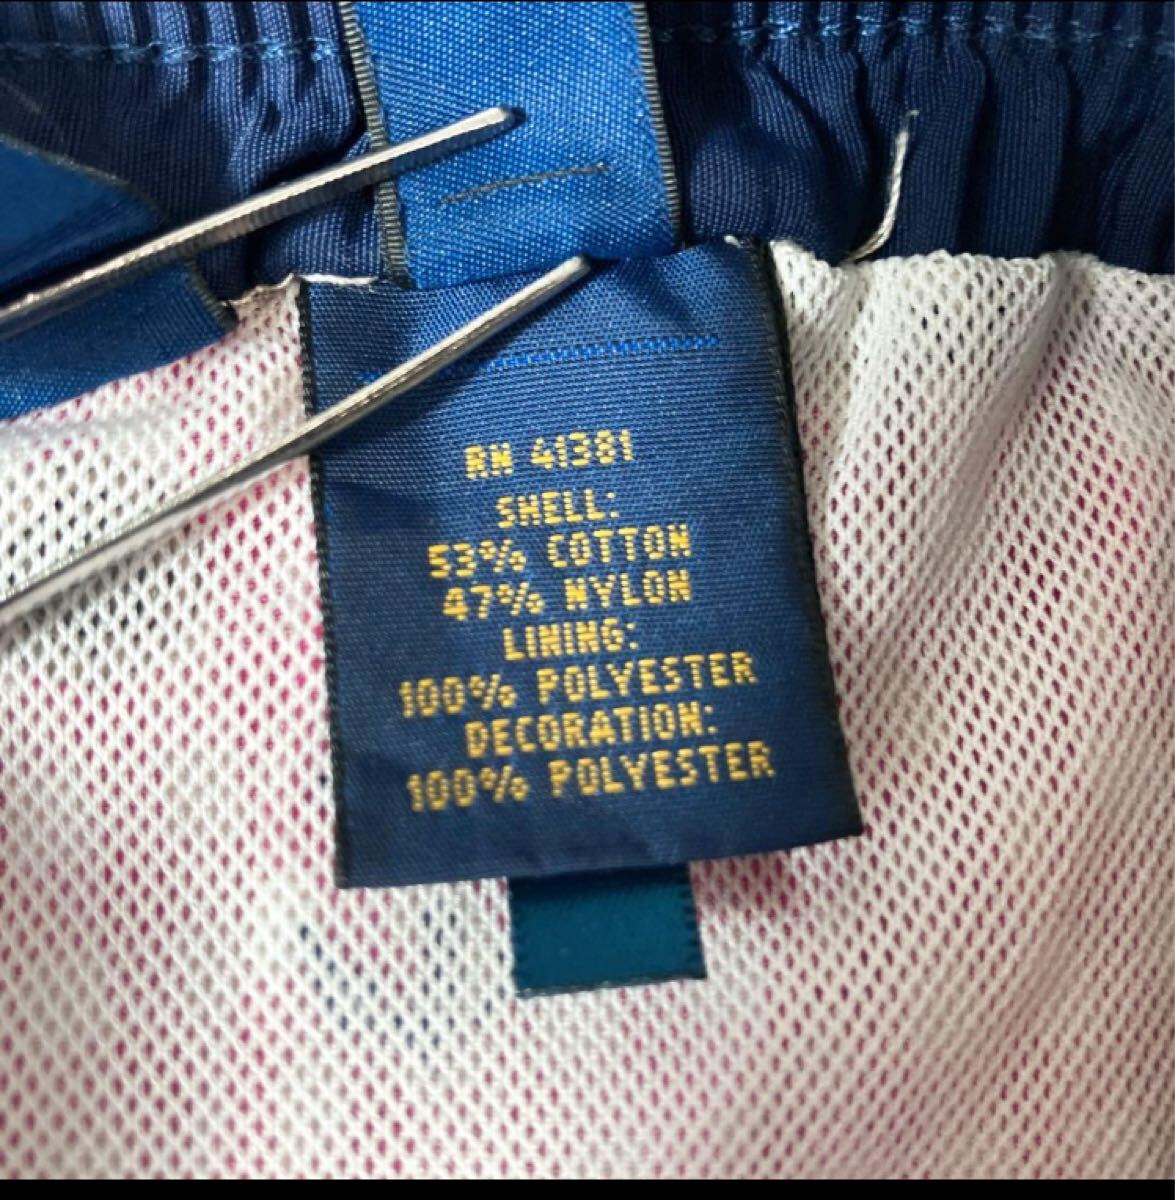 RN 41381
SHELL:
53% COTTON
47% NYLON
LINING:
100% POLYESTER
DECORATION:
100% POLYESTER